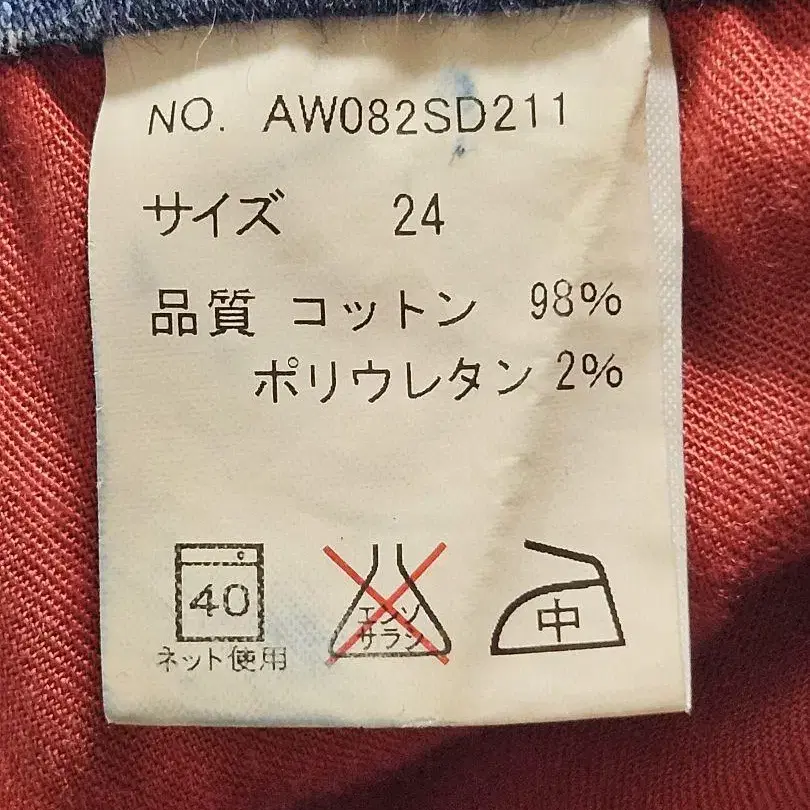 NO. AW082SD211
サイズ 24
品質 コットン 98%
ポリウレタン 2%
40
ネット使用
エンソ
サラシ
中